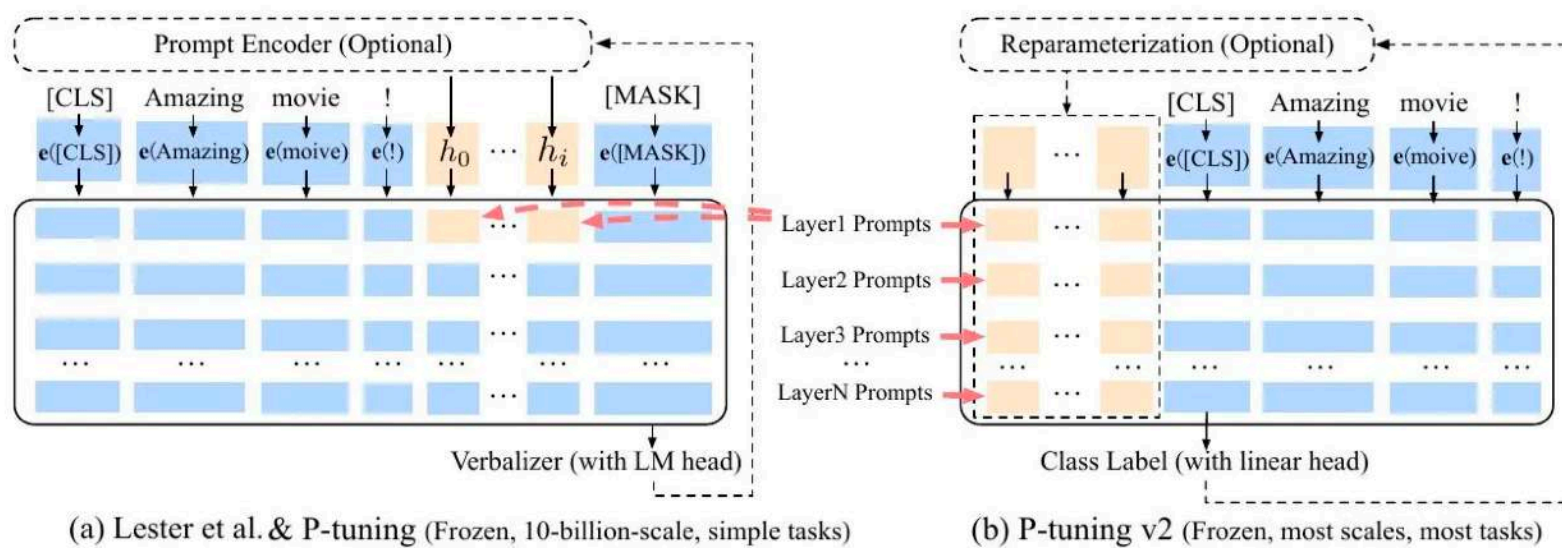 Prompt Encoder (Optional)
[CLS] Amazing movie ! [MASK]
e([CLS]) e(Amazing) e(moive) e(!) h0 ... hi e([MASK])
...
...
...
... ... ... ... ... ... ...
...
Verbalizer (with LM head)
(a) Lester et al. & P-tuning (Frozen, 10-billion-scale, simple tasks)
Layer1 Prompts
Layer2 Prompts
Layer3 Prompts
...
LayerN Prompts
Reparameterization (Optional)
[CLS] Amazing movie !
... e([CLS]) e(Amazing) e(moive) e(!)
...
...
...
... ... ... ... ... ...
...
Class Label (with linear head)
(b) P-tuning v2 (Frozen, most scales, most tasks)